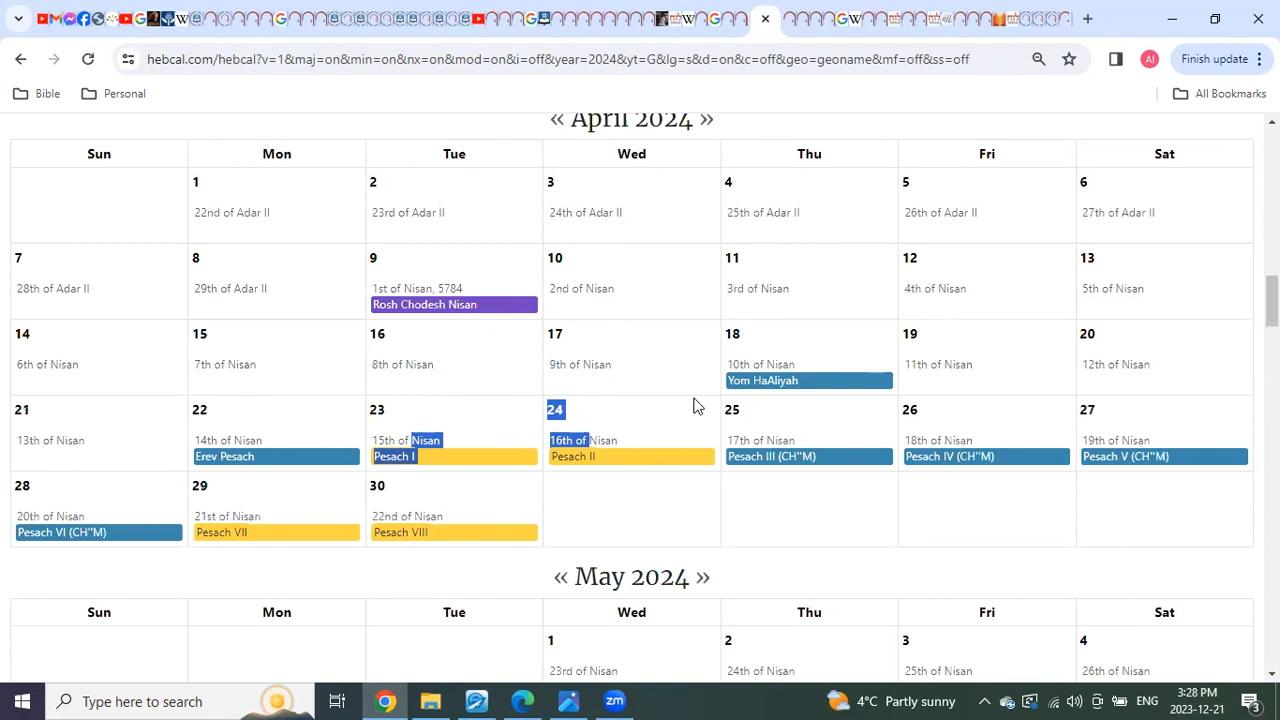 Finish update
hebcal.com/hebcal?v=1&maj=on&min=on&nx=on&mod=on&i=off&year=2024&yt=G&lg=s&d=on&c=off&geo=geoname&mf=off&ss=off
AI
Bible
Personal
All Bookmarks
« April 2024 »
Sun Mon Tue Wed Thu Fri Sat
1 2 3 4 5 6
22nd of Adar II 23rd of Adar II 24th of Adar II 25th of Adar II 26th of Adar II 27th of Adar II
7 8 9 10 11 12 13
28th of Adar II 29th of Adar II 1st of Nisan, 5784 2nd of Nisan 3rd of Nisan 4th of Nisan 5th of Nisan
Rosh Chodesh Nisan
14 15 16 17 18 19 20
6th of Nisan 7th of Nisan 8th of Nisan 9th of Nisan 10th of Nisan 11th of Nisan 12th of Nisan
Yom HaAliyah
21 22 23 24 25 26 27
13th of Nisan 14th of Nisan 15th of Nisan 16th of Nisan 17th of Nisan 18th of Nisan 19th of Nisan
Erev Pesach Pesach I Pesach II Pesach III (CH"M) Pesach IV (CH"M) Pesach V (CH"M)
28 29 30
20th of Nisan 21st of Nisan 22nd of Nisan
Pesach VI (CH"M) Pesach VII Pesach VIII
« May 2024 »
Sun Mon Tue Wed Thu Fri Sat
1 2 3 4
23rd of Nisan 24th of Nisan 25th of Nisan 26th of Nisan
Type here to search
zm
4°C Partly sunny
ENG
3:28 PM
2023-12-21
3